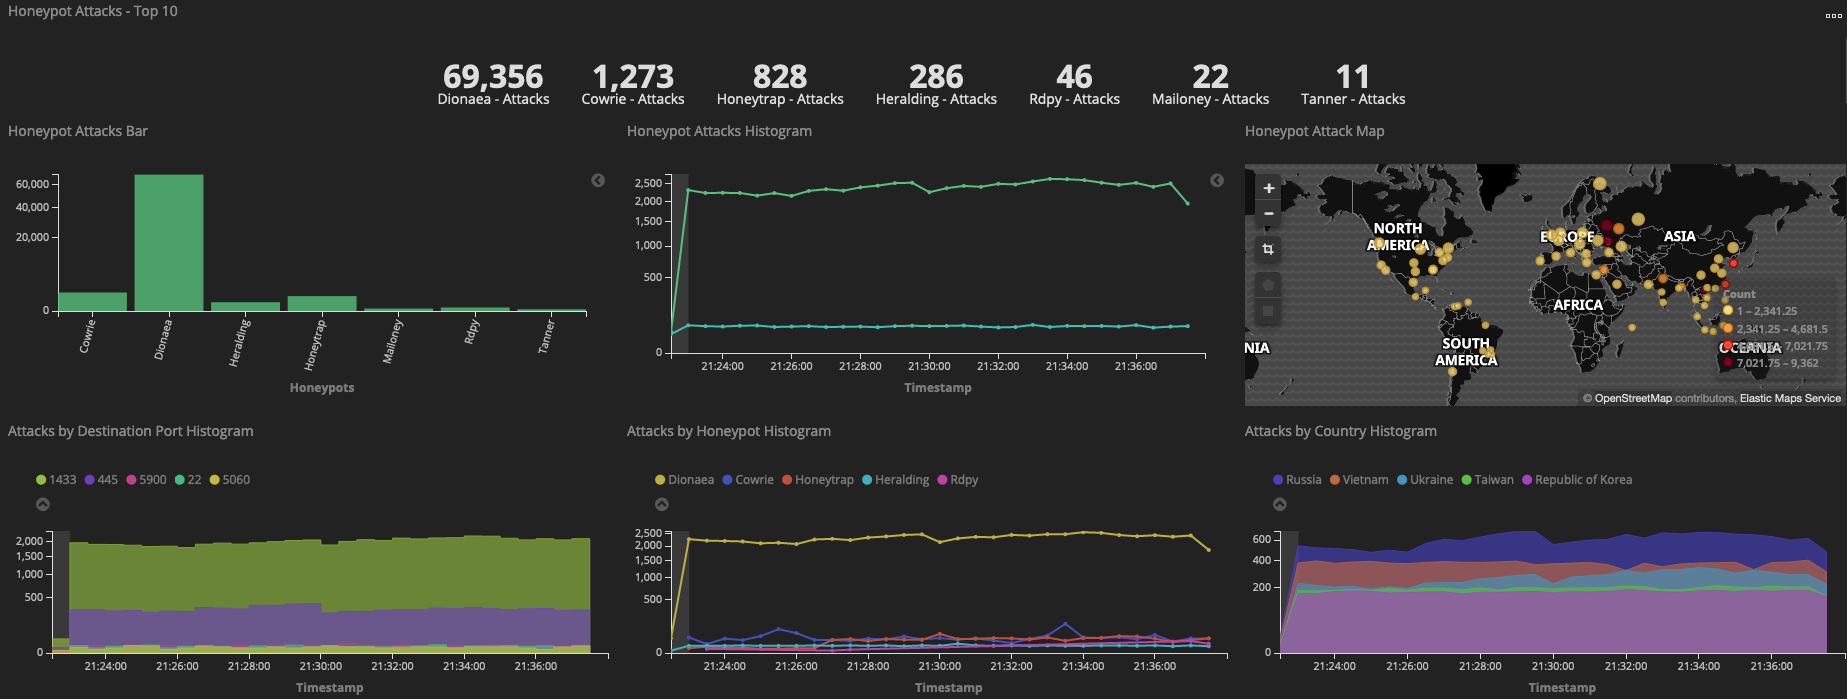 Honeypot Attacks - Top 10
69,356 1,273 828 286 46 22 11
Dionaea - Attacks Cowrie - Attacks Honeytrap - Attacks Heralding - Attacks Rdpy - Attacks Mailoney - Attacks Tanner - Attacks
Honeypot Attacks Bar
60,000
40,000
20,000
0
Cowrie Dionaea Heralding Honeytrap Mailoney Rdpy Tanner
Honeypots
Honeypot Attacks Histogram
2,500
2,000
1,500
1,000
500
0
21:24:00 21:26:00 21:28:00 21:30:00 21:32:00 21:34:00 21:36:00
Timestamp
Honeypot Attack Map
+
−
NORTH
AMERICA
EUROPE
ASIA
AFRICA
SOUTH
AMERICA
NIA
OCEANIA
Count
1 – 2,341.25
2,341.25 – 4,681.5
7,021.75
7,021.75 – 9,362
© OpenStreetMap contributors, Elastic Maps Service
Attacks by Destination Port Histogram
1433 445 5900 22 5060
2,000
1,500
1,000
500
0
21:24:00 21:26:00 21:28:00 21:30:00 21:32:00 21:34:00 21:36:00
Timestamp
Attacks by Honeypot Histogram
Dionaea Cowrie Honeytrap Heralding Rdpy
2,500
2,000
1,500
1,000
500
0
21:24:00 21:26:00 21:28:00 21:30:00 21:32:00 21:34:00 21:36:00
Timestamp
Attacks by Country Histogram
Russia Vietnam Ukraine Taiwan Republic of Korea
600
400
200
0
21:24:00 21:26:00 21:28:00 21:30:00 21:32:00 21:34:00 21:36:00
Timestamp